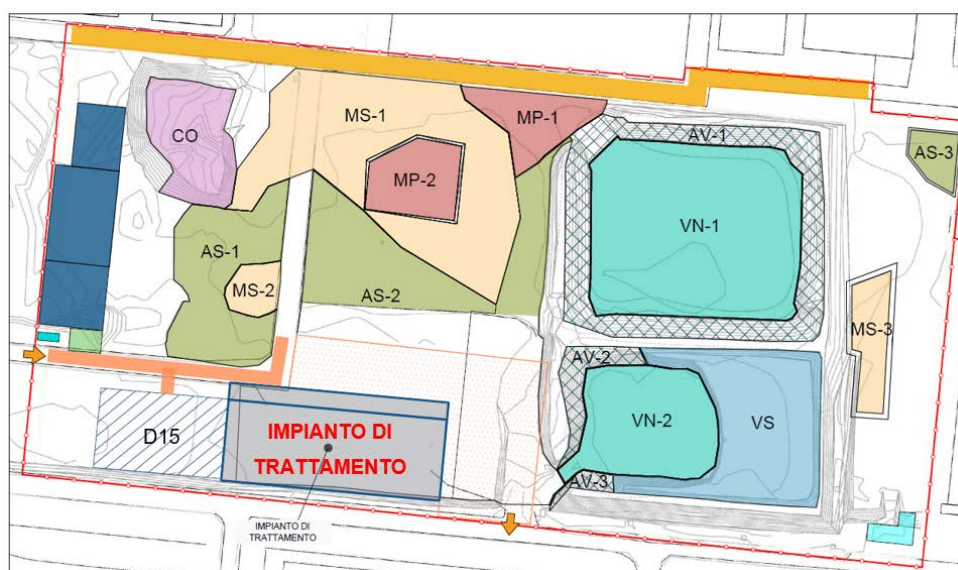 CO
MS-1
MP-1
AV-1
AS-3
MP-2
VN-1
AS-1
MS-2
AS-2
MS-3
AV-2
VN-2
VS
D15
IMPIANTO DI
TRATTAMENTO
AV-3
IMPIANTO DI
TRATTAMENTO